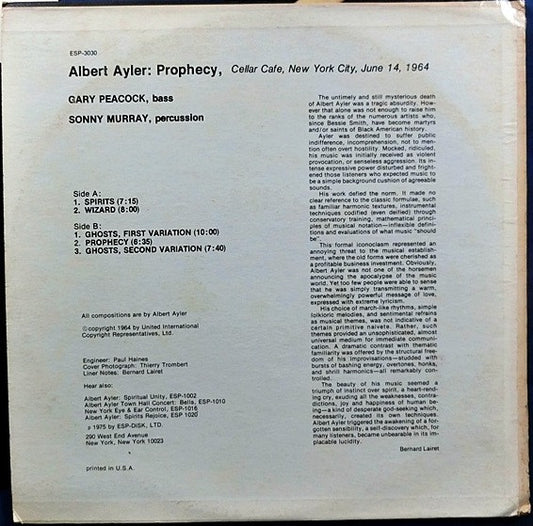 ESP-3030
Albert Ayler: Prophecy, Cellar Cafe, New York City, June 14, 1964
GARY PEACOCK, bass
SONNY MURRAY, percussion
Side A:
1. SPIRITS (7:15)
2. WIZARD (8:00)
Side B:
1. GHOSTS, FIRST VARIATION (10:00)
2. PROPHECY (6:35)
3. GHOSTS, SECOND VARIATION (7:40)
All compositions are by Albert Ayler
©copyright 1964 by United International
Copyright Representatives, Ltd.
Engineer: Paul Haines
Cover Photograph: Thierry Trombert
Liner Notes: Bernard Lairet
Hear also:
Albert Ayler: Spiritual Unity, ESP-1002
Albert Ayler Town Hall Concert: Bells, ESP-1010
New York Eye & Ear Control, ESP-1016
Albert Ayler: Spirits Rejoice, ESP 1020
p 1975 by ESP-DISK, LTD.
290 West End Avenue
New York, New York 10023
printed in U.S.A.
The untimely and still mysterious death
of Albert Ayler was a tragic absurdity. How-
ever that alone was not enough to raise him
to the ranks of the numerous artists who,
since Bessie Smith, have become martyrs
and/or saints of Black American history.
Ayler was destined to suffer public
indifference, incomprehension, not to men-
tion often overt hostility. Mocked, ridiculed,
his music was initially received as violent
provocation, or senseless aggression. Its in-
tense expressive power disturbed and fright-
ened those listeners who expected music to
be a simple background cushion of agreeable
sounds.
His work defied the norm. It made no
clear reference to the classic formulae, such
as familiar harmonic textures, instrumental
techniques codified (even deified) through
conservatory training, mathematical princi-
ples of musical notation—inflexible defini-
tions and evaluations of what music "should
be".
This formal iconoclasm represented an
annoying threat to the musical establish-
ment, where the old forms were cherished as
a profitable business investment. Obviously,
Albert Ayler was not one of the horsemen
announcing the apocalypse of the music
world. Yet too few people were able to sense
that he was simply transmitting a warm,
overwhelmingly powerful message of love,
expressed with extreme lyricism.
His choice of march-like rhythms, simple
folkloric melodies, and sentimental refrains
as musical themes, was not indicative of a
certain primitive naivete. Rather, such
themes provided an unsophisticated, almost
universal medium for immediate communi-
cation. A dramatic contrast with thematic
familiarity was offered by the structural free-
dom of his improvisations—studded with
bursts of bashing energy, overtones, honks,
and shrill harmonics—all remarkably con-
trolled.
The beauty of his music seemed a
triumph of instinct over spirit, a heart-rend-
ing cry, exuding all the weaknesses, contra-
dictions, joy and happiness of human be-
ing—a kind of desperate god-seeking which,
necessarily, created its own techniques.
Albert Ayler triggered the awakening of a for-
gotten sensibility, a self-discovery which, for
many listeners, became unbearable in its im-
placable lucidity.
Bernard Lairet